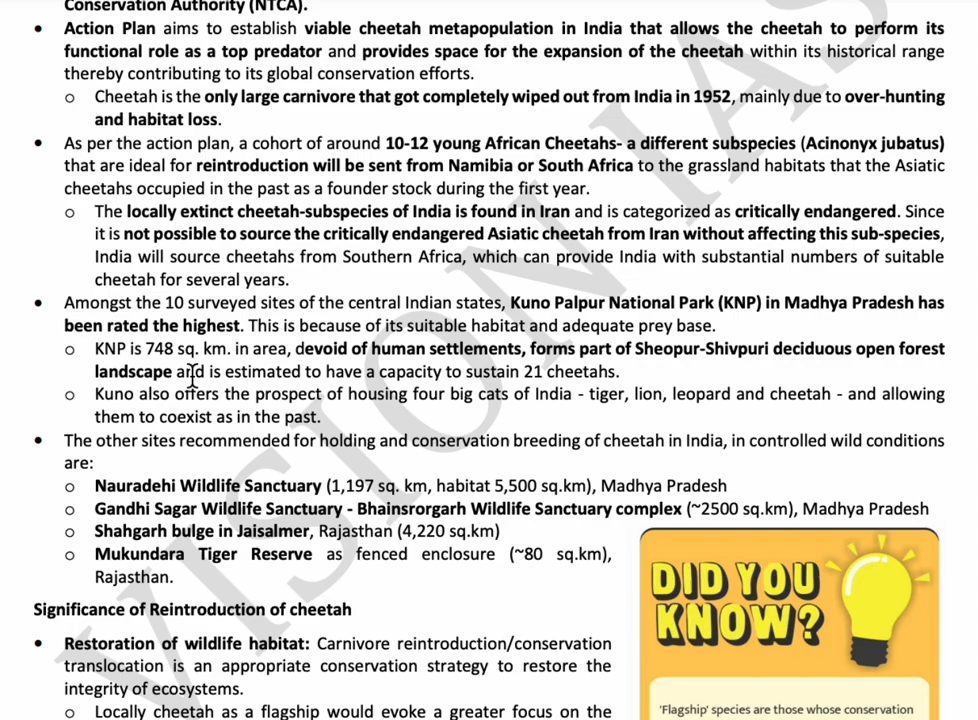 Conservation Authority (NTCA).
• Action Plan aims to establish viable cheetah metapopulation in India that allows the cheetah to perform its
functional role as a top predator and provides space for the expansion of the cheetah within its historical range
thereby contributing to its global conservation efforts.
o Cheetah is the only large carnivore that got completely wiped out from India in 1952, mainly due to over-hunting
and habitat loss.
• As per the action plan, a cohort of around 10-12 young African Cheetahs- a different subspecies (Acinonyx jubatus)
that are ideal for reintroduction will be sent from Namibia or South Africa to the grassland habitats that the Asiatic
cheetahs occupied in the past as a founder stock during the first year.
o The locally extinct cheetah-subspecies of India is found in Iran and is categorized as critically endangered. Since
it is not possible to source the critically endangered Asiatic cheetah from Iran without affecting this sub-species,
India will source cheetahs from Southern Africa, which can provide India with substantial numbers of suitable
cheetah for several years.
• Amongst the 10 surveyed sites of the central Indian states, Kuno Palpur National Park (KNP) in Madhya Pradesh has
been rated the highest. This is because of its suitable habitat and adequate prey base.
o KNP is 748 sq. km. in area, devoid of human settlements, forms part of Sheopur-Shivpuri deciduous open forest
landscape and is estimated to have a capacity to sustain 21 cheetahs.
o Kuno also offers the prospect of housing four big cats of India - tiger, lion, leopard and cheetah - and allowing
them to coexist as in the past.
• The other sites recommended for holding and conservation breeding of cheetah in India, in controlled wild conditions
are:
o Nauradehi Wildlife Sanctuary (1,197 sq. km, habitat 5,500 sq.km), Madhya Pradesh
o Gandhi Sagar Wildlife Sanctuary - Bhainsrorgarh Wildlife Sanctuary complex (~2500 sq.km), Madhya Pradesh
o Shahgarh bulge in Jaisalmer, Rajasthan (4,220 sq.km)
o Mukundara Tiger Reserve as fenced enclosure (~80 sq.km),
Rajasthan.
Significance of Reintroduction of cheetah
• Restoration of wildlife habitat: Carnivore reintroduction/conservation
translocation is an appropriate conservation strategy to restore the
integrity of ecosystems.
o Locally cheetah as a flagship would evoke a greater focus on the
DID YOU
KNOW?
'Flagship' species are those whose conservation
VISION IAS